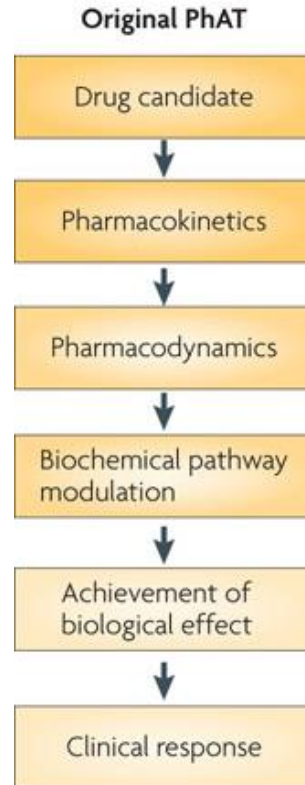 Original PhAT
Drug candidate
Pharmacokinetics
Pharmacodynamics
Biochemical pathway
modulation
Achievement of
biological effect
Clinical response